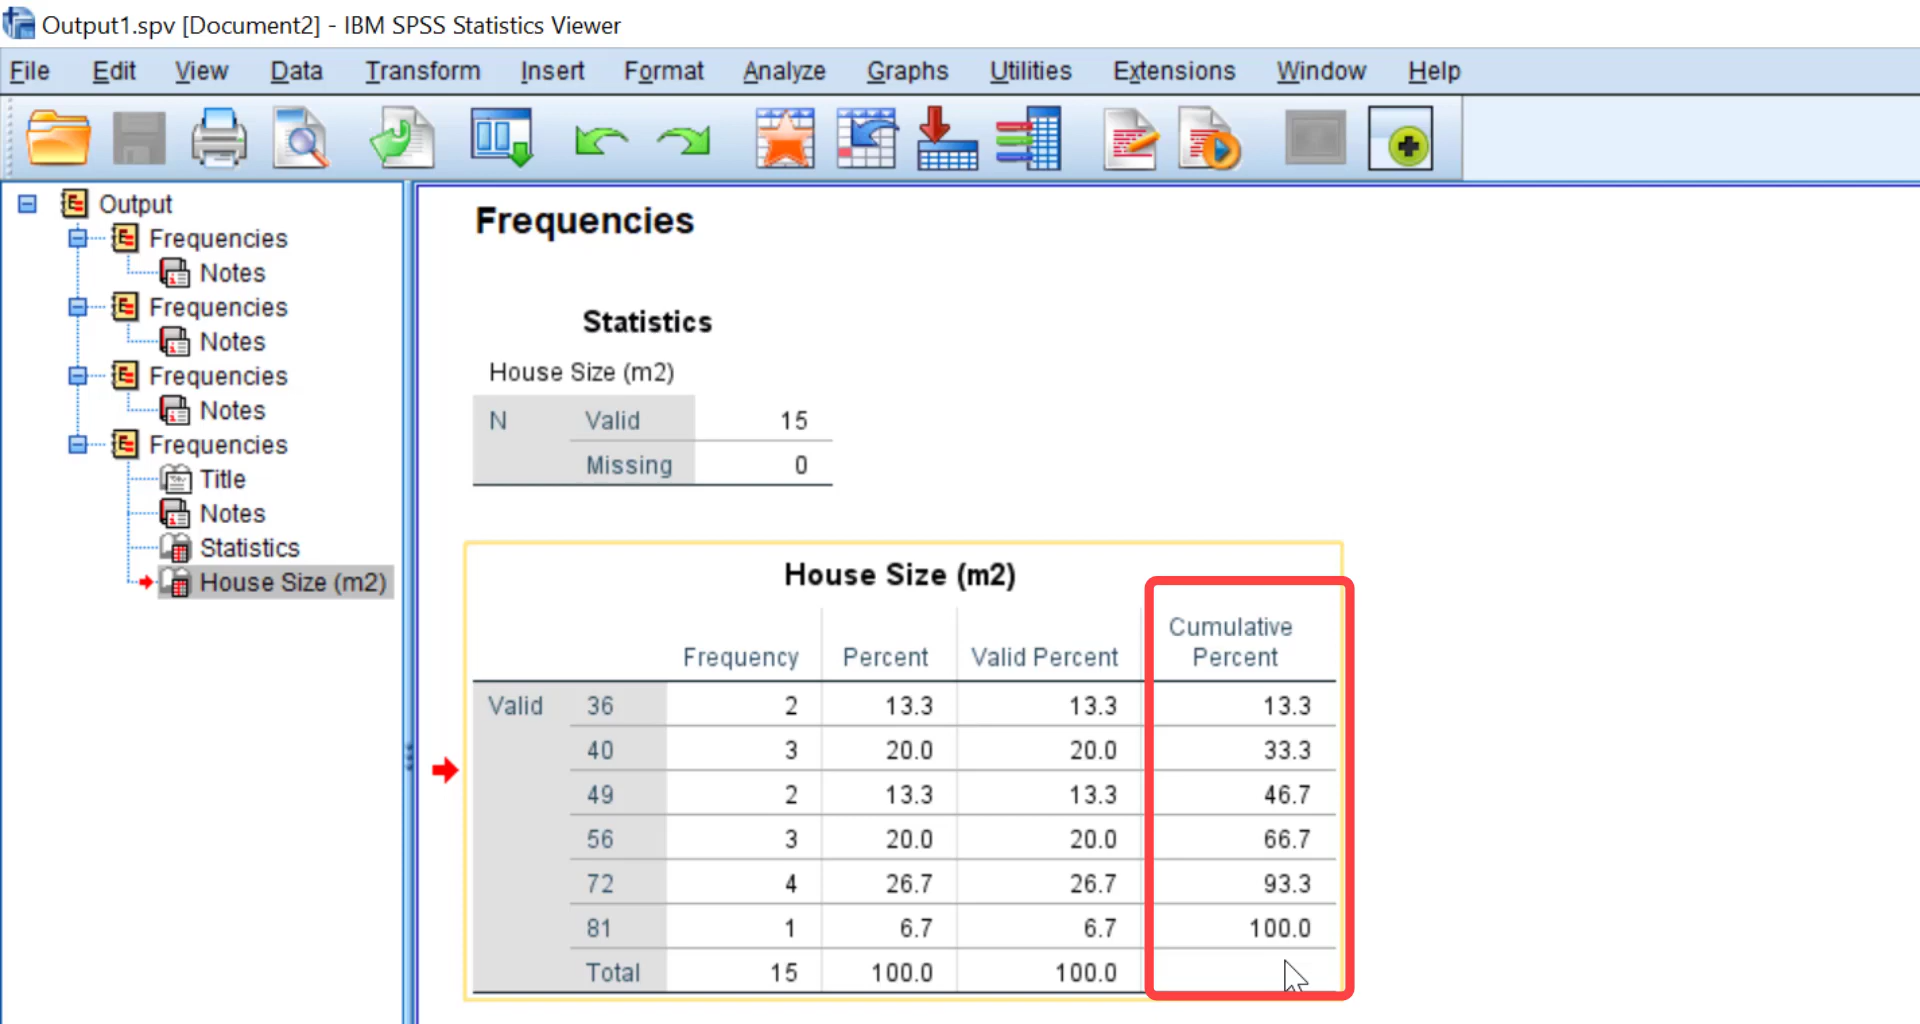 Output1.spv [Document2] - IBM SPSS Statistics Viewer
File Edit View Data Transform Insert Format Analyze Graphs Utilities Extensions Window Help
Output
Frequencies
Notes
Frequencies
Notes
Frequencies
Notes
Frequencies
Title
Notes
Statistics
House Size (m2)
Frequencies
Statistics
House Size (m2)
N Valid 15
Missing 0
House Size (m2)
Frequency Percent Valid Percent Cumulative Percent
Valid 36 2 13.3 13.3 13.3
40 3 20.0 20.0 33.3
49 2 13.3 13.3 46.7
56 3 20.0 20.0 66.7
72 4 26.7 26.7 93.3
81 1 6.7 6.7 100.0
Total 15 100.0 100.0